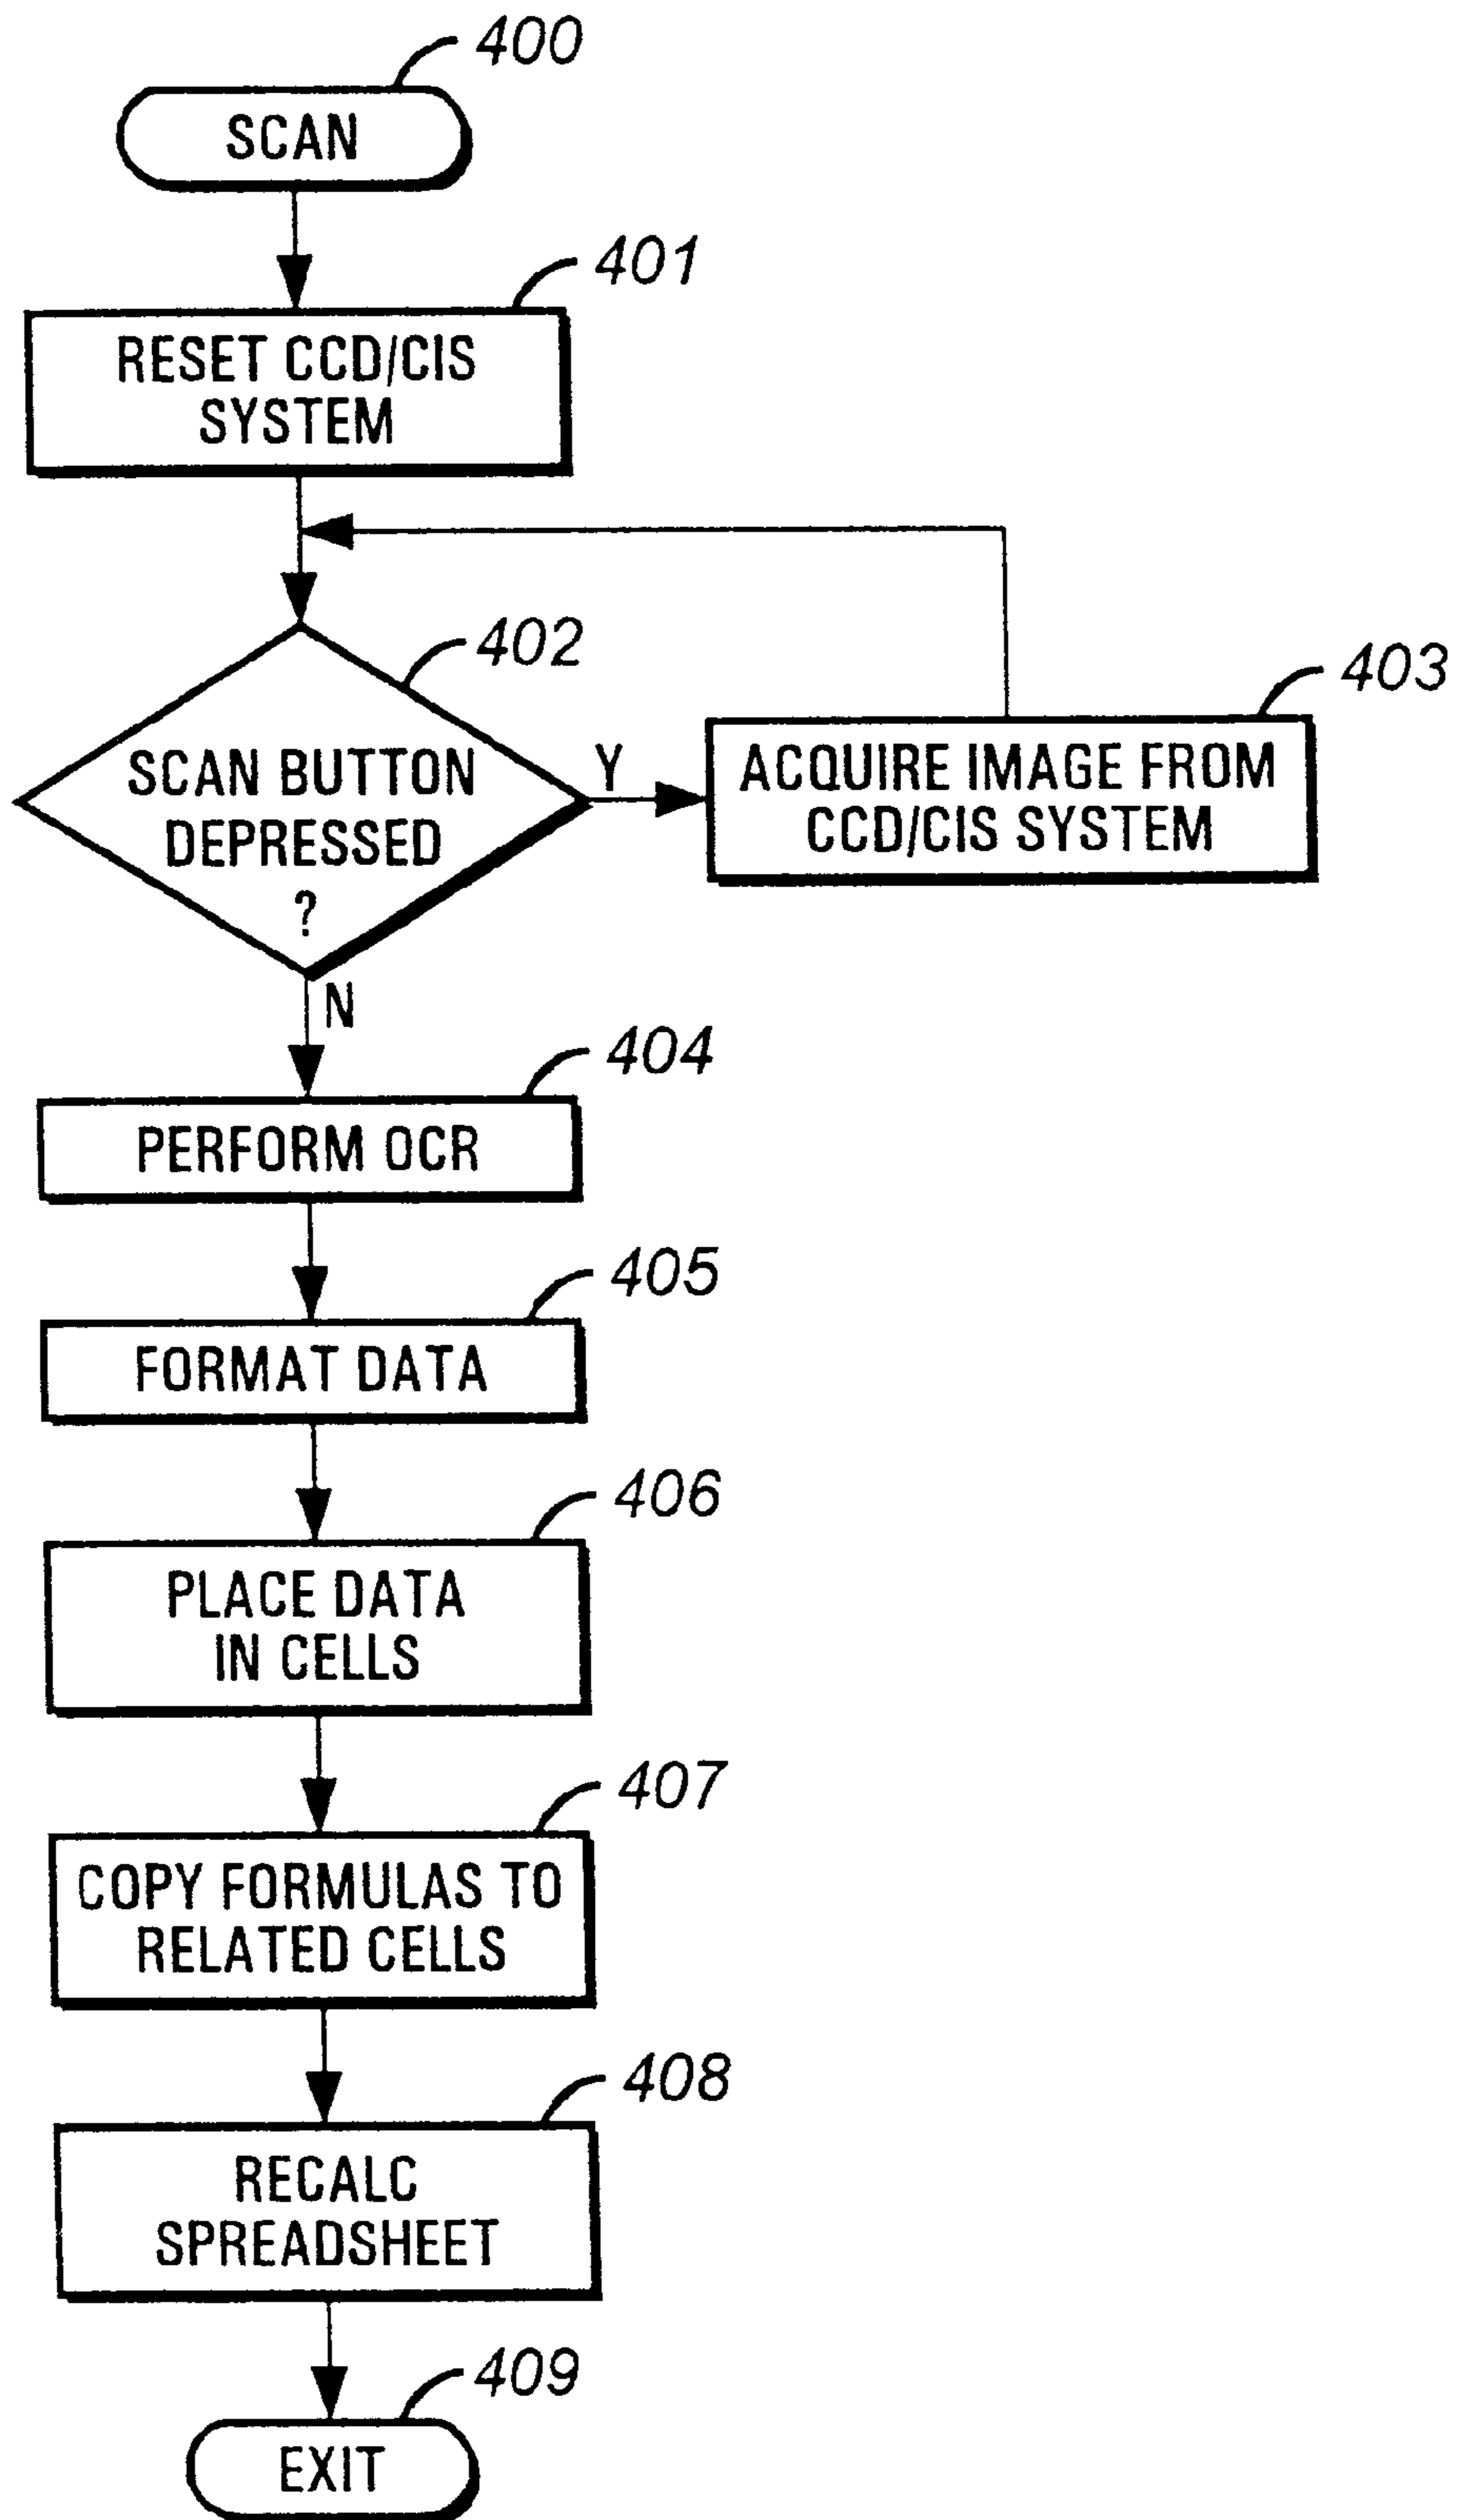 400
SCAN
401
RESET CCD/CIS
SYSTEM
402
SCAN BUTTON
DEPRESSED
?
Y
403
ACQUIRE IMAGE FROM
CCD/CIS SYSTEM
N
404
PERFORM OCR
405
FORMAT DATA
406
PLACE DATA
IN CELLS
407
COPY FORMULAS TO
RELATED CELLS
408
RECALC
SPREADSHEET
409
EXIT